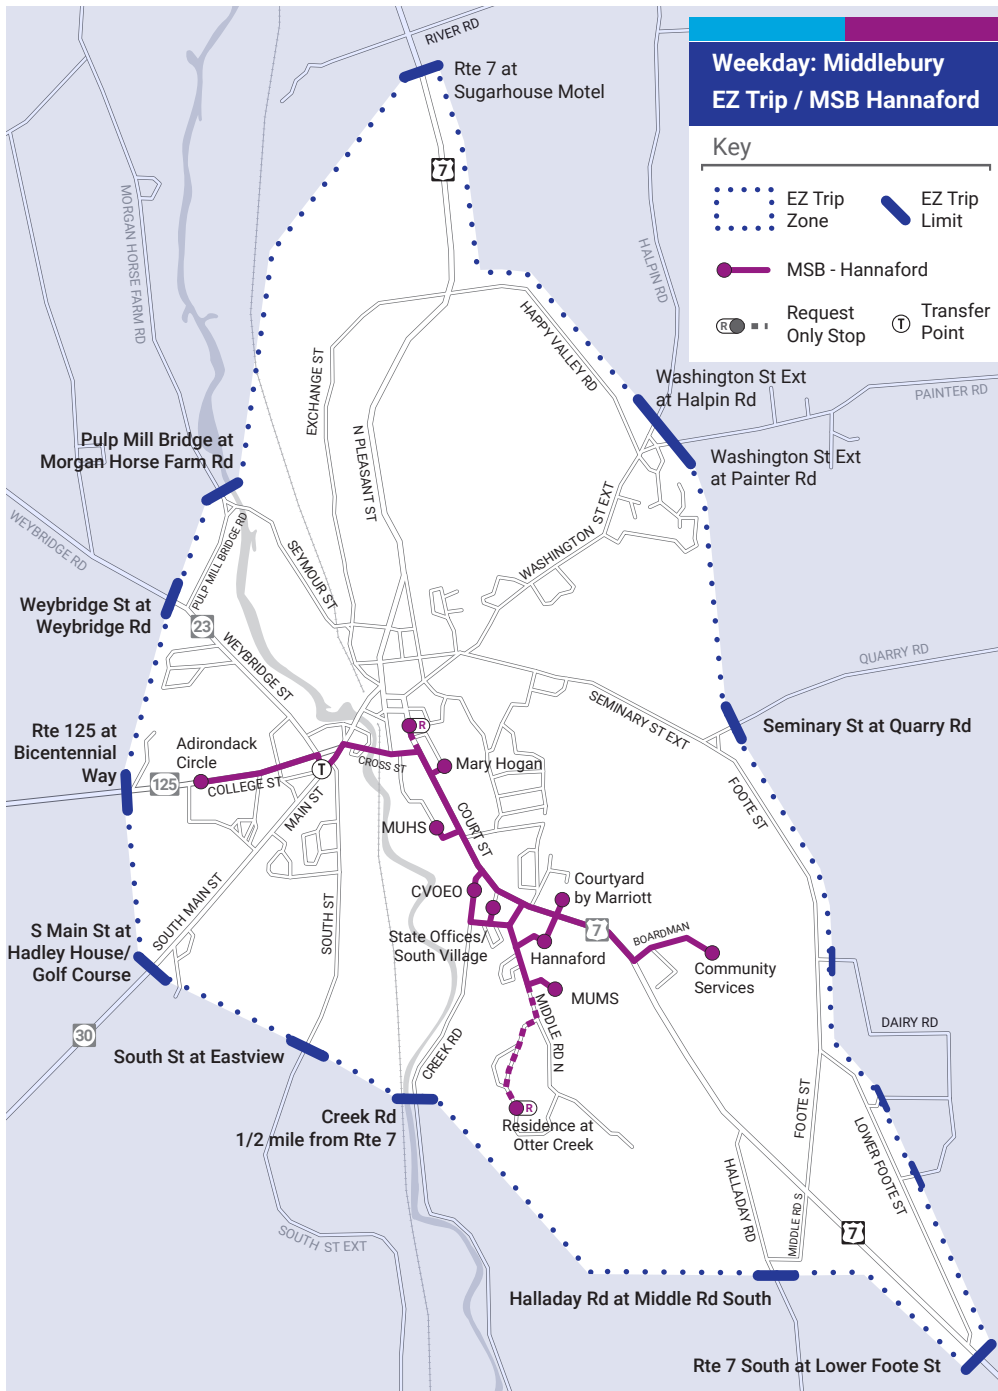 Weekday: Middlebury
EZ Trip / MSB Hannaford
Key
EZ Trip
Zone
EZ Trip
Limit
MSB - Hannaford
R
Request
Only Stop
T
Transfer
Point
RIVER RD
Rte 7 at
Sugarhouse Motel
7
MORGAN HORSE FARM RD
HALPIN RD
HAPPY VALLEY RD
EXCHANGE ST
N PLEASANT ST
Washington St Ext
at Halpin Rd
PAINTER RD
Washington St Ext
at Painter Rd
Pulp Mill Bridge at
Morgan Horse Farm Rd
WEYBRIDGE RD
PULP MILL BRIDGE RD
SEYMOUR ST
WASHINGTON ST EXT
Weybridge St at
Weybridge Rd
23
WEYBRIDGE ST
QUARRY RD
SEMINARY ST EXT
Seminary St at Quarry Rd
Rte 125 at
Bicentennial
Way
125
Adirondack
Circle
COLLEGE ST
T
MAIN ST
CROSS ST
R
Mary Hogan
COURT ST
MUHS
FOOTE ST
CVOEO
Courtyard
by Marriott
State Offices/
South Village
7
BOARDMAN
Hannaford
Community
Services
MUMS
SOUTH MAIN ST
SOUTH ST
S Main St at
Hadley House/
Golf Course
30
South St at Eastview
CREEK RD
MIDDLE RD N
DAIRY RD
Creek Rd
1/2 mile from Rte 7
R
Residence at
Otter Creek
FOOTE ST
LOWER FOOTE ST
HALLADAY RD
MIDDLE RD S
7
SOUTH ST EXT
Halladay Rd at Middle Rd South
Rte 7 South at Lower Foote St